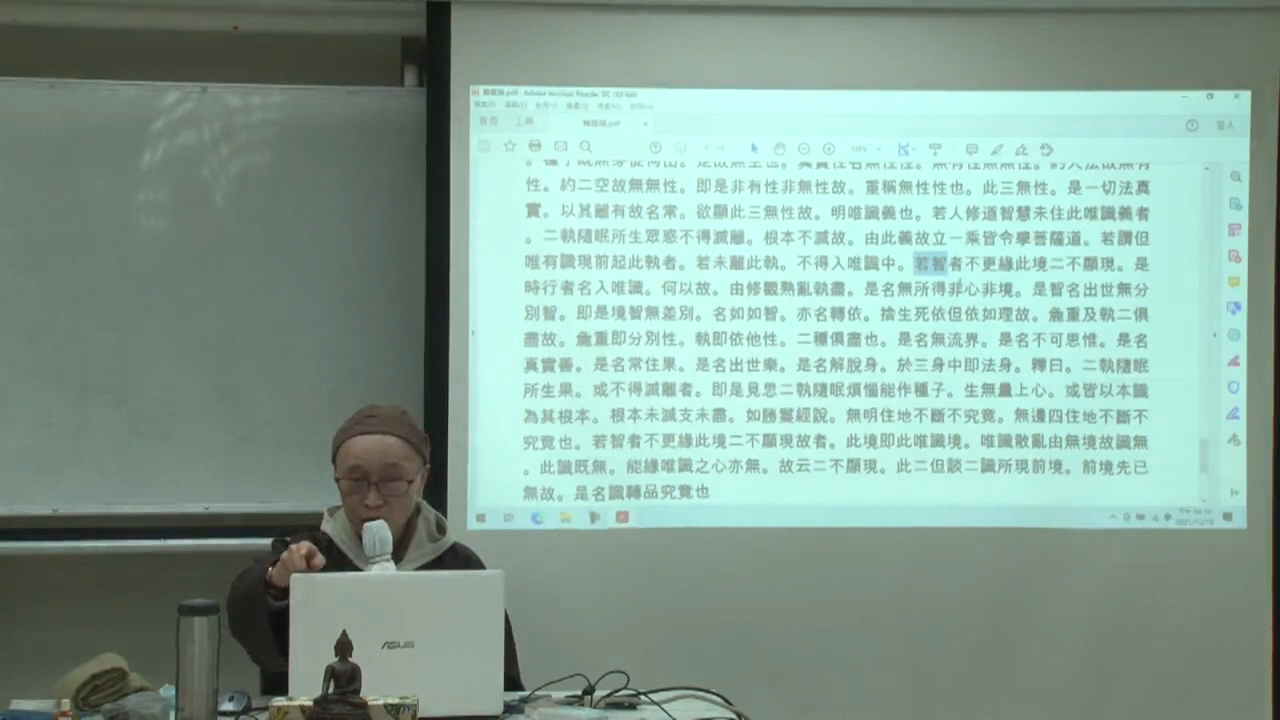 轉識論.pdf - Adobe Acrobat Reader DC (32-bit)
首頁 工具 轉識論.pdf 登入
性。約二空故無無性。即是非有性非無性故。重稱無性性也。此三無性。是一切法真
實。以其離有故名常。欲顯此三無性故。明唯識義也。若人修道智慧未住此唯識義者
。二執隨眠所生眾惑不得滅離。根本不滅故。由此義故立一乘皆令學菩薩道。若謂但
唯有識現前起此執者。若未離此執。不得入唯識中。若智者不更緣此境二不顯現。是
時行者名入唯識。何以故。由修觀熟亂執盡。是名無所得非心非境。是智名出世無分
別智。即是境智無差別。名如如智。亦名轉依。捨生死依但依如理故。麁重及執二俱
盡故。麁重即分別性。執即依他性。二種俱盡也。是名無流界。是名不可思惟。是名
真實善。是名常住果。是名出世樂。是名解脫身。於三身中即法身。釋曰。二執隨眠
所生果。或不得滅離者。即是見思二執隨眠煩惱能作種子。生無量上心。或皆以本識
為其根本。根本未滅支未盡。如勝鬘經說。無明住地不斷不究竟。無邊四住地不斷不
究竟也。若智者不更緣此境二不顯現故者。此境即此唯識境。唯識散亂由無境故識無
。此識既無。能緣唯識之心亦無。故云二不顯現。此二但談二識所現前境。前境先已
無故。是名識轉品究竟也
ASUS